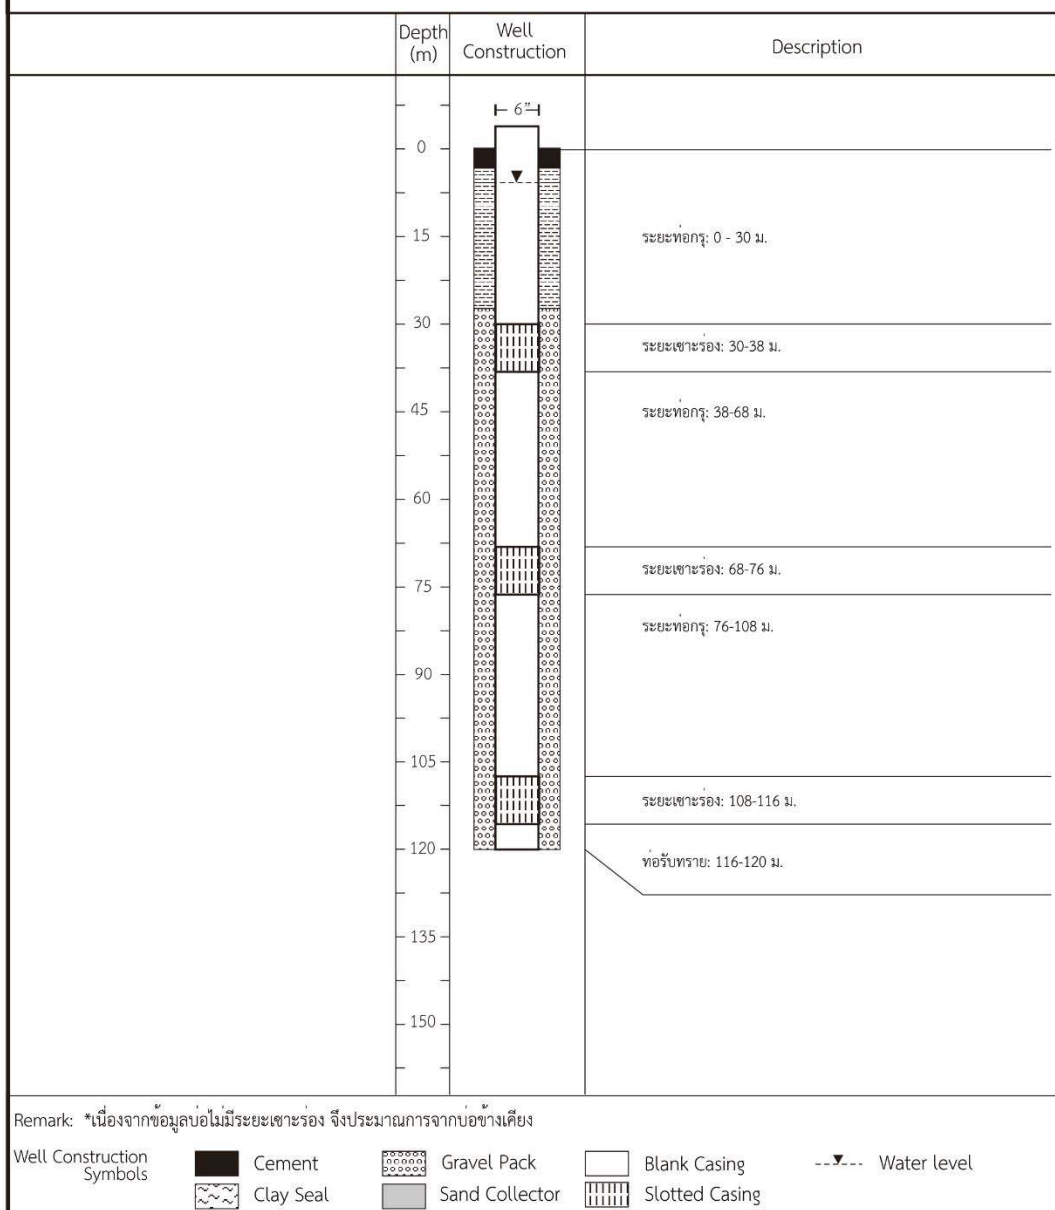 Depth
(m)
Well
Construction
Description
6"
0
15
ระยะท่อกรุ: 0 - 30 ม.
30
ระยะเซาะร่อง: 30-38 ม.
45
ระยะท่อกรุ: 38-68 ม.
60
ระยะเซาะร่อง: 68-76 ม.
75
ระยะท่อกรุ: 76-108 ม.
90
105
ระยะเซาะร่อง: 108-116 ม.
120
ท่อรับทราย: 116-120 ม.
135
150
Remark: *เนื่องจากข้อมูลบ่อไม่มีระยะเซาะร่อง จึงประมาณการจากบ่อข้างเคียง
Well Construction
Symbols
Cement
Gravel Pack
Blank Casing
Water level
Clay Seal
Sand Collector
Slotted Casing